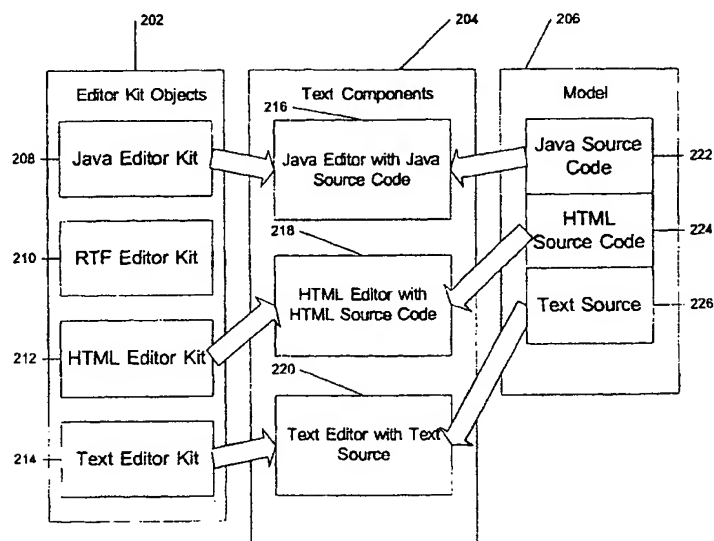 202
204
206
Editor Kit Objects
Text Components
Model
216
208
Java Editor Kit
Java Editor with Java
Source Code
Java Source
Code
222
218
210
RTF Editor Kit
HTML
Source Code
224
HTML Editor with
HTML Source Code
Text Source
226
212
HTML Editor Kit
220
214
Text Editor Kit
Text Editor with Text
Source